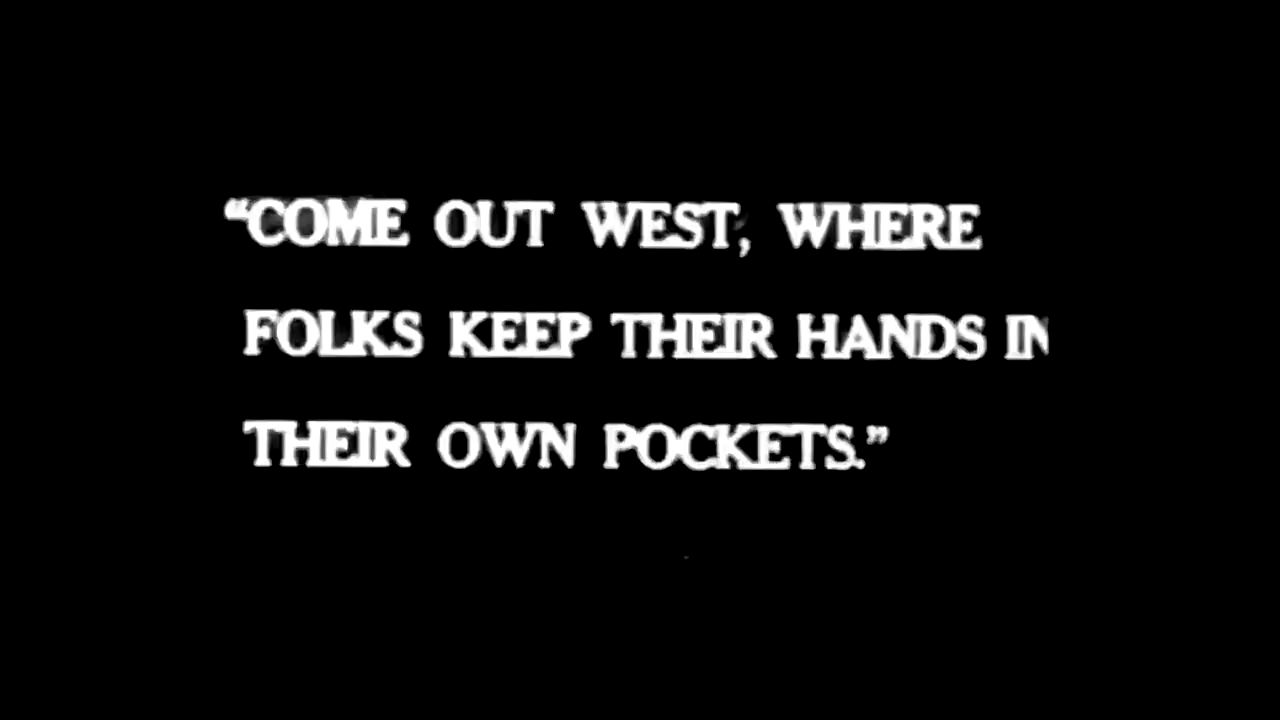 “COME OUT WEST, WHERE
FOLKS KEEP THEIR HANDS IN
THEIR OWN POCKETS.”